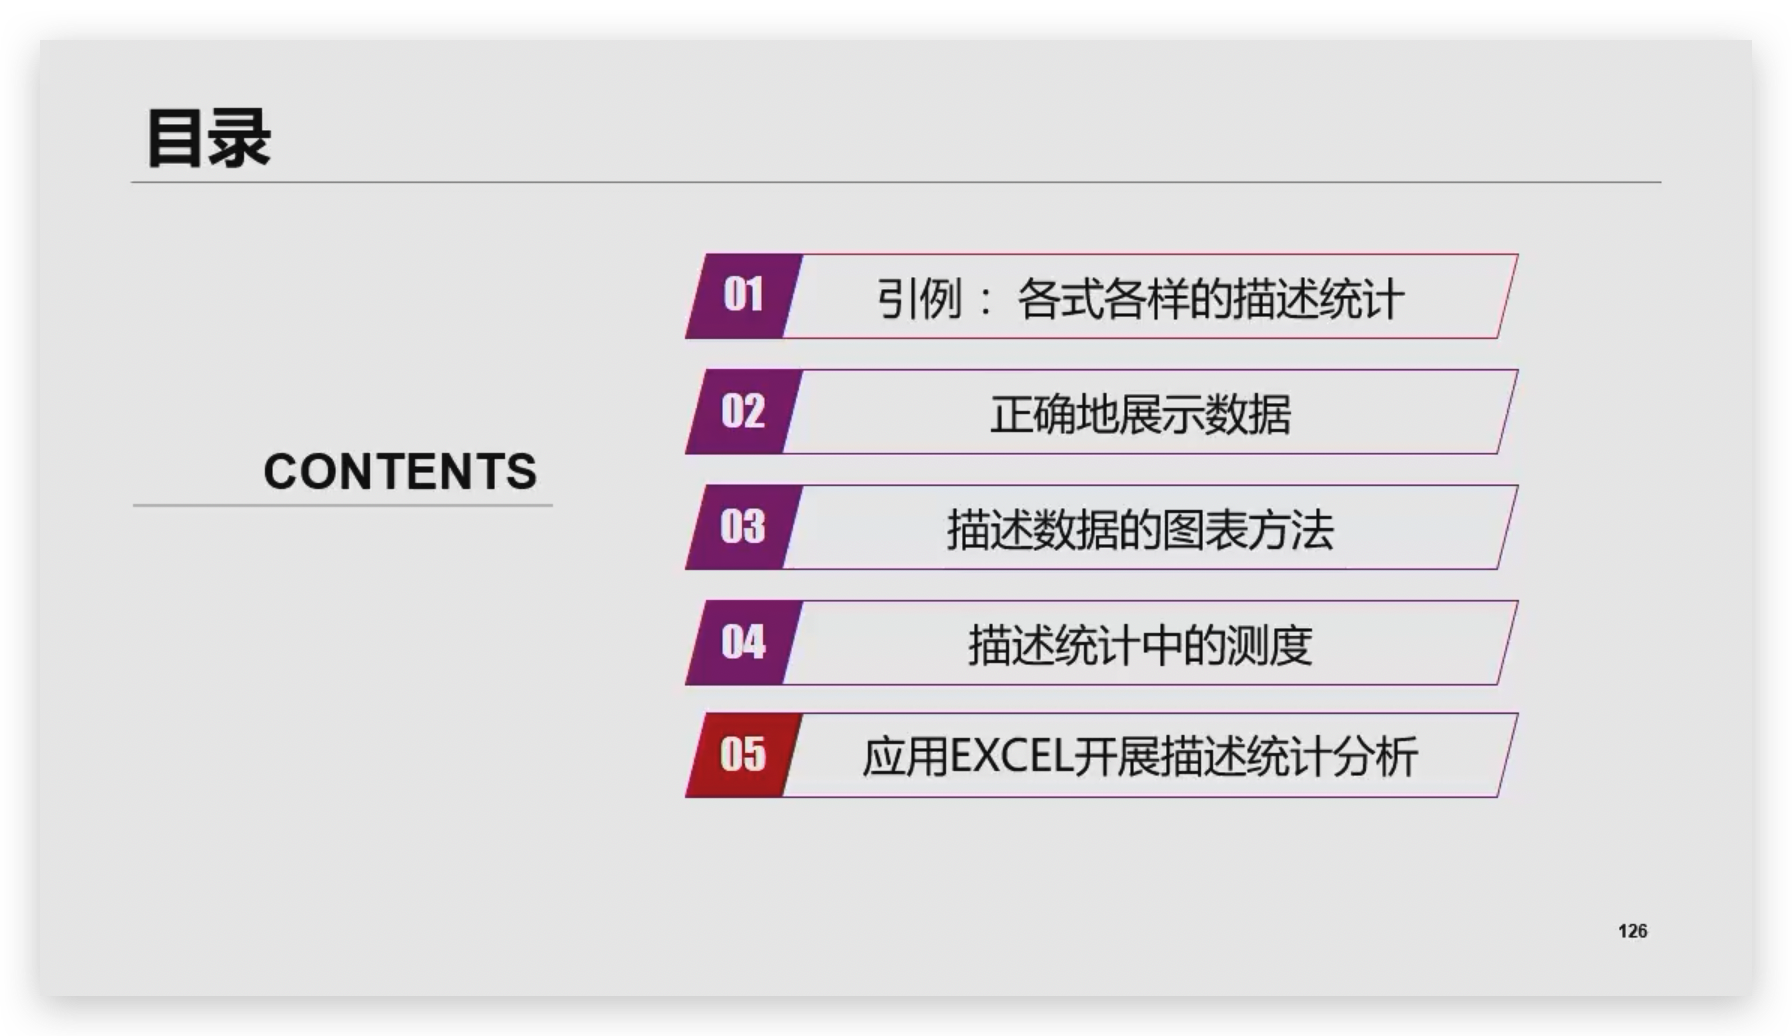 目录
CONTENTS
01 引例： 各式各样的描述统计
02 正确地展示数据
03 描述数据的图表方法
04 描述统计中的测度
05 应用EXCEL开展描述统计分析
126